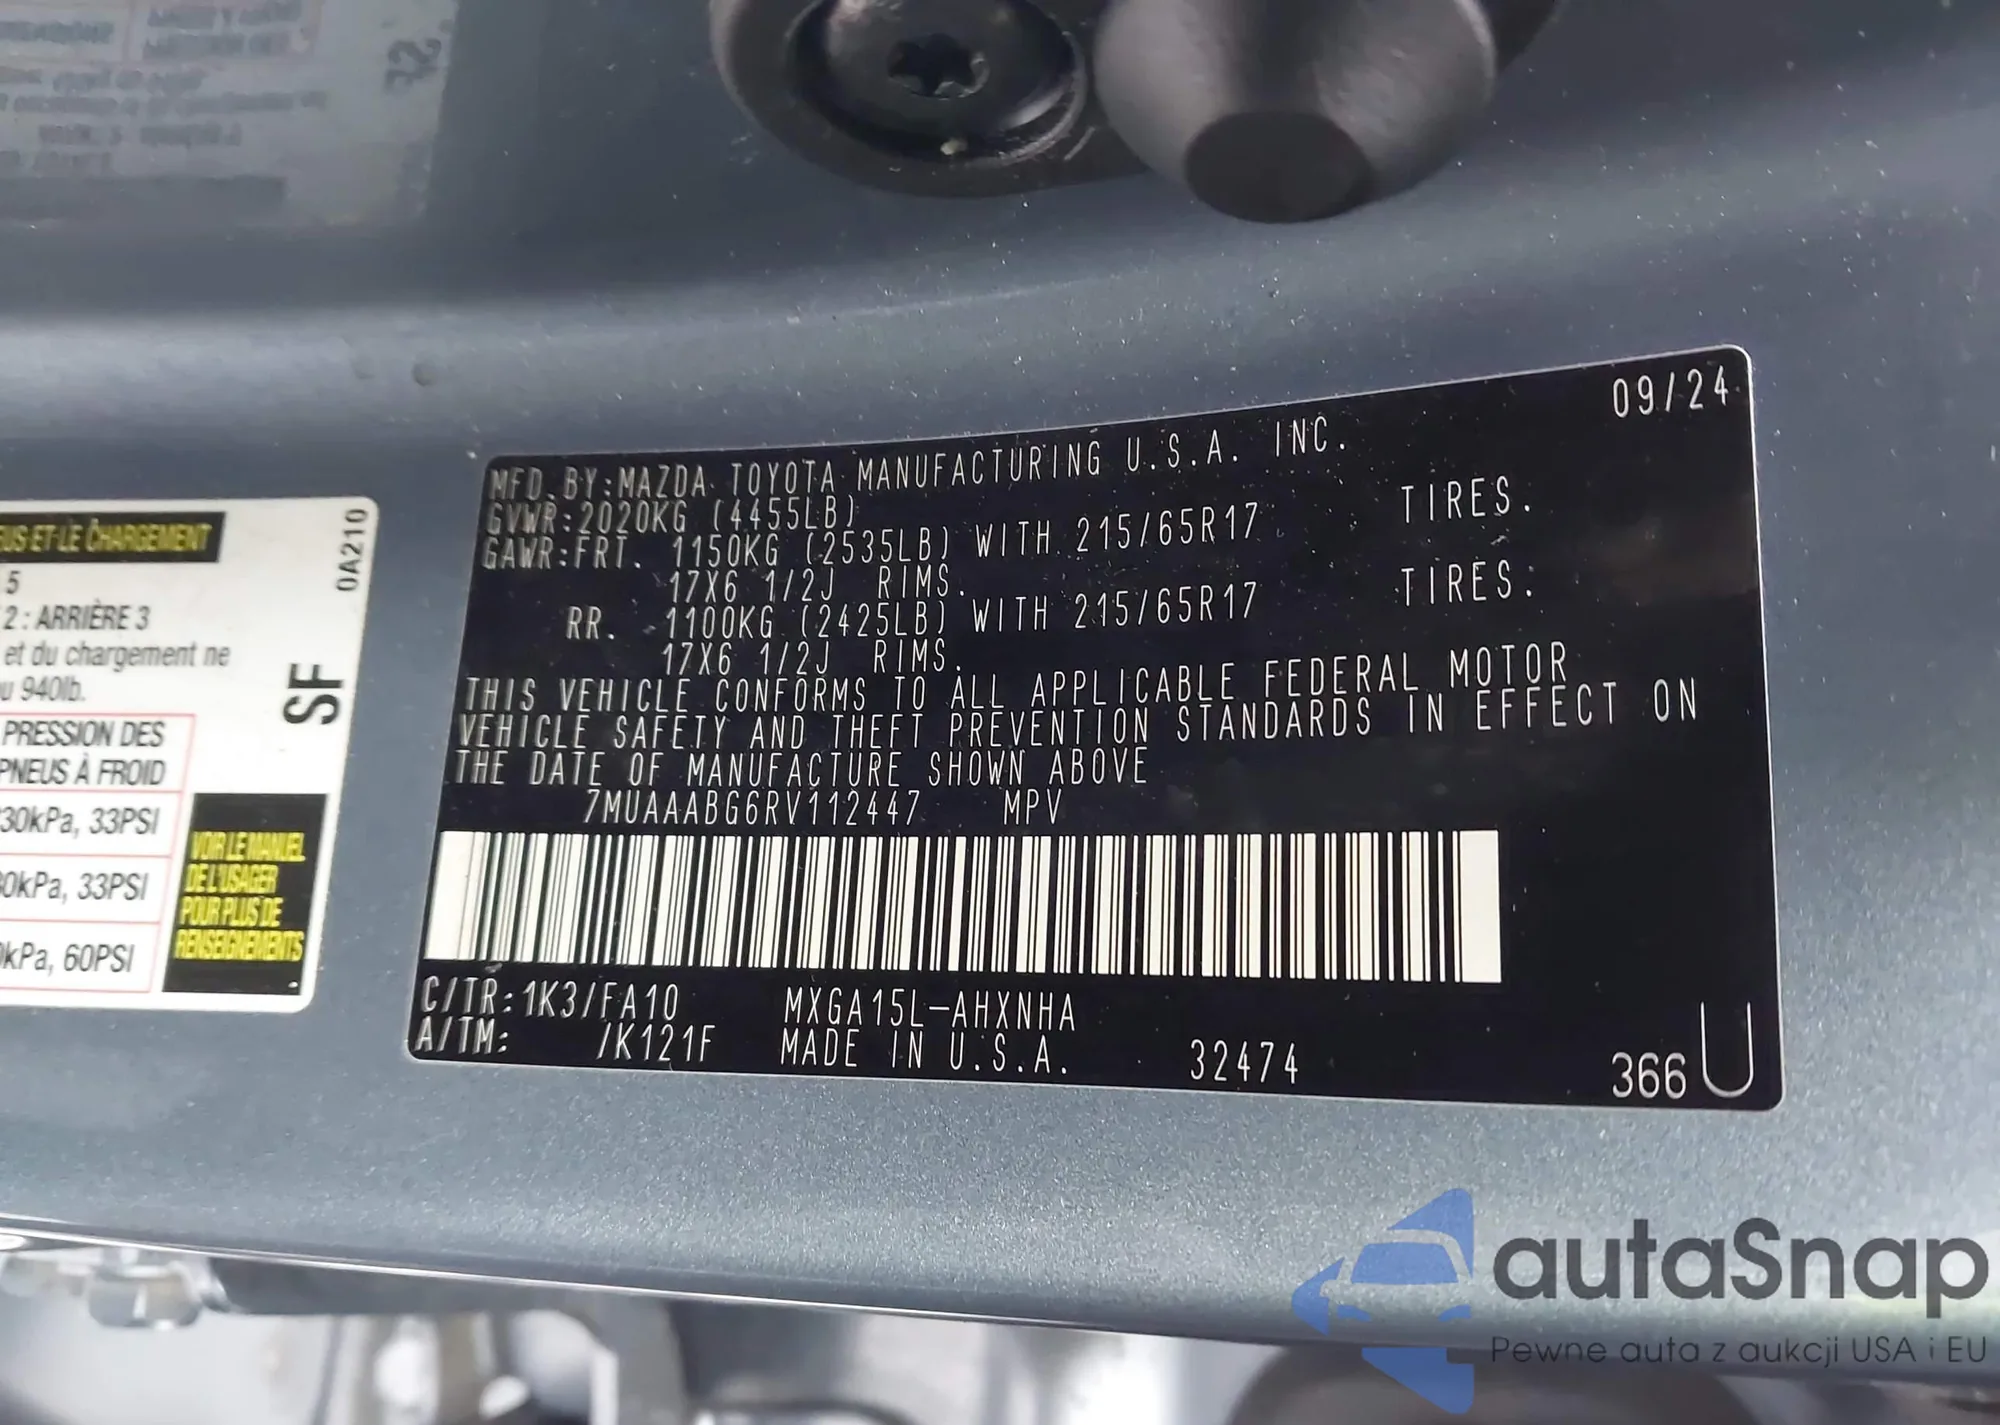 EUS ET LE CHARGEMENT
5
2 : ARRIÈRE 3
et du chargement ne
u 940lb.
PRESSION DES
PNEUS À FROID
30kPa, 33PSI
0kPa, 33PSI
kPa, 60PSI
VOIR LE MANUEL
DE L'USAGER
POUR PLUS DE
RENSEIGNEMENTS
SF
0A210
09/24
MFD. BY:MAZDA TOYOTA MANUFACTURING U.S.A. INC.
GVWR:2020KG (4455LB)
GAWR:FRT. 1150KG (2535LB) WITH 215/65R17 TIRES.
17X6 1/2J RIMS.
RR. 1100KG (2425LB) WITH 215/65R17 TIRES.
17X6 1/2J RIMS.
THIS VEHICLE CONFORMS TO ALL APPLICABLE FEDERAL MOTOR
VEHICLE SAFETY AND THEFT PREVENTION STANDARDS IN EFFECT ON
THE DATE OF MANUFACTURE SHOWN ABOVE
7MUAAABG6RV112447 MPV
C/TR:1K3/FA10 MXGA15L-AHXNHA
A/TM: /K121F MADE IN U.S.A. 32474 366 U
autaSnap
Pewne auta z aukcji USA i EU